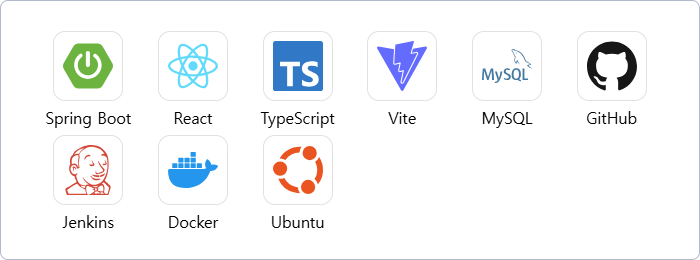 TS
MySQL
Spring Boot
React
TypeScript
Vite
MySQL
GitHub
Jenkins
Docker
Ubuntu